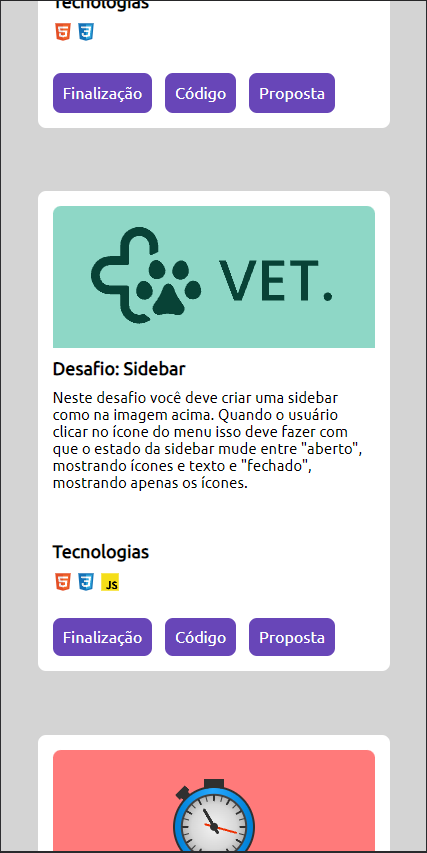 Tecnologias
Finalização Código Proposta
VET.
Desafio: Sidebar
Neste desafio você deve criar uma sidebar
como na imagem acima. Quando o usuário
clicar no ícone do menu isso deve fazer com
que o estado da sidebar mude entre "aberto",
mostrando ícones e texto e "fechado",
mostrando apenas os ícones.
Tecnologias
JS
Finalização Código Proposta